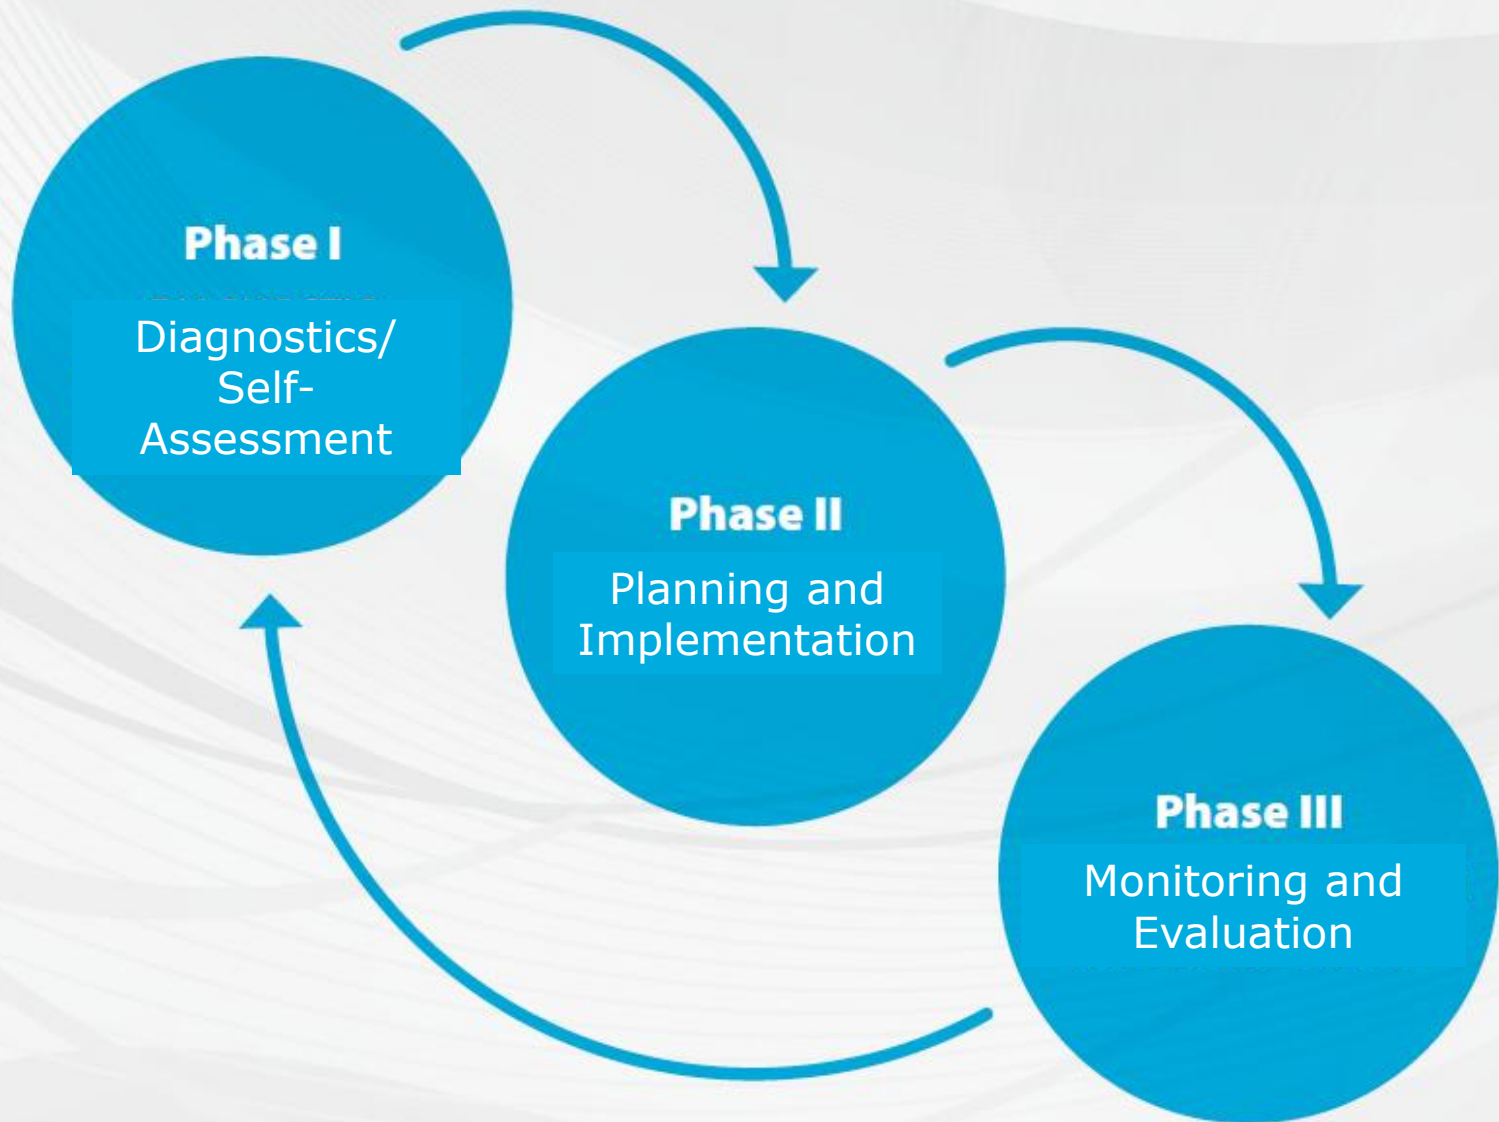 Phase I
Diagnostics/
Self-
Assessment
Phase II
Planning and
Implementation
Phase III
Monitoring and
Evaluation